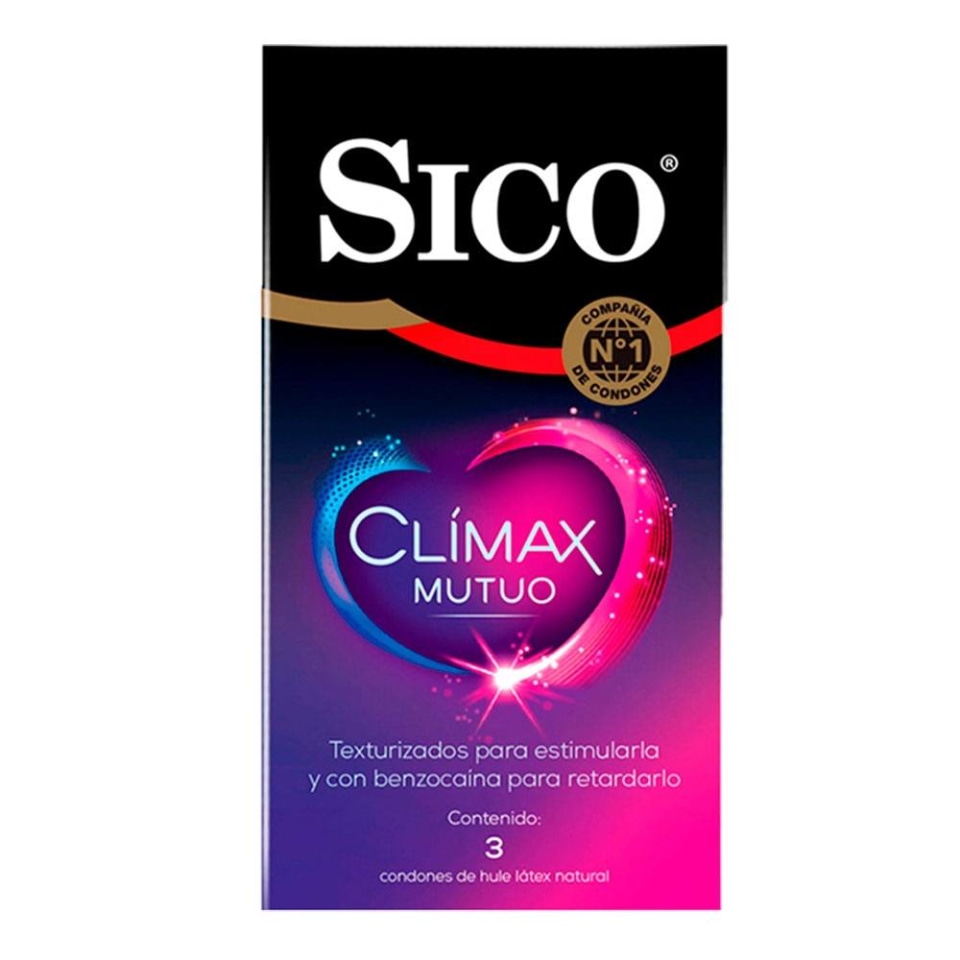 SICO®
COMPAÑÍA
N°1
DE CONDONES
CLÍMAX
MUTUO
Texturizados para estimularla
y con benzocaína para retardarlo
Contenido:
3
condones de hule látex natural